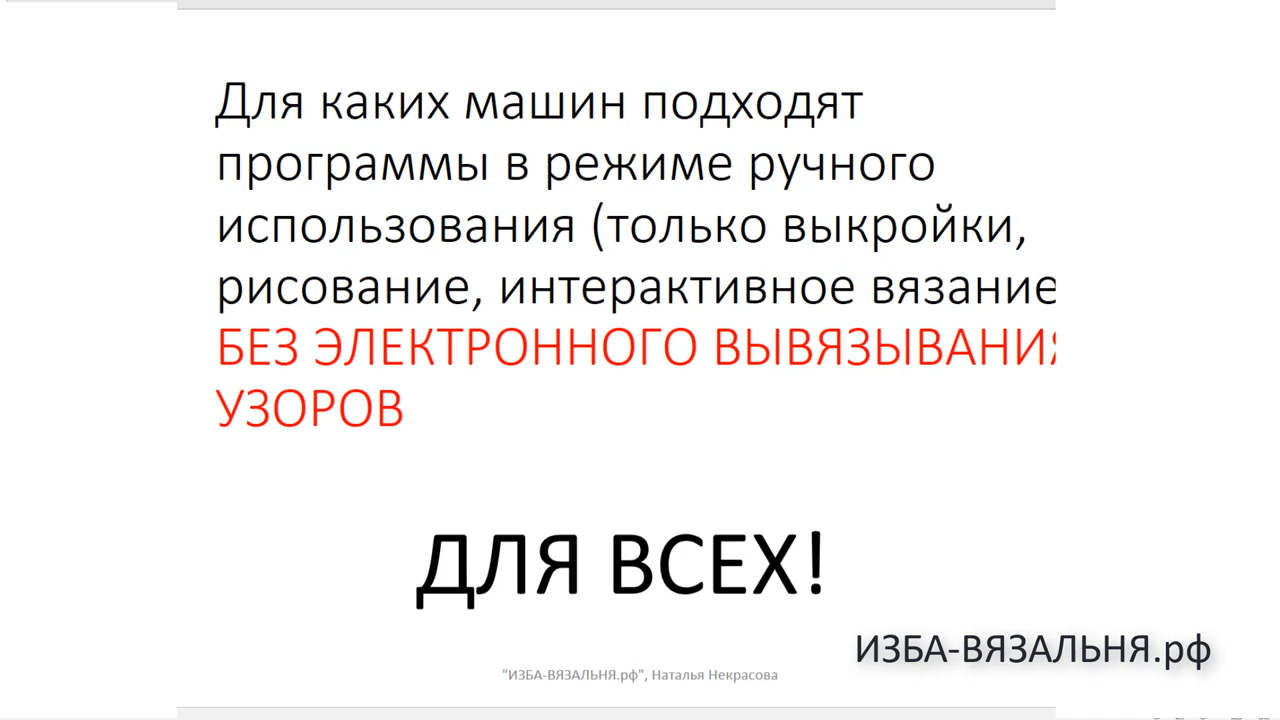 Для каких машин подходят
программы в режиме ручного
использования (только выкройки,
рисование, интерактивное вязание
БЕЗ ЭЛЕКТРОННОГО ВЫВЯЗЫВАНИЯ
УЗОРОВ
ДЛЯ ВСЕХ!
ИЗБА-ВЯЗАЛЬНЯ.рф
"ИЗБА-ВЯЗАЛЬНЯ.рф", Наталья Некрасова